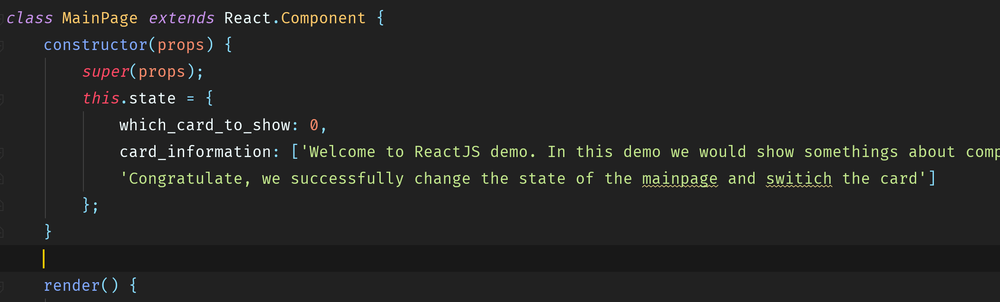 class MainPage extends React.Component {
constructor(props) {
super(props);
this.state = {
which_card_to_show: 0,
card_information: ['Welcome to ReactJS demo. In this demo we would show somethings about
'Congratulate, we successfully change the state of the mainpage and switich the card']
};
}
render() {